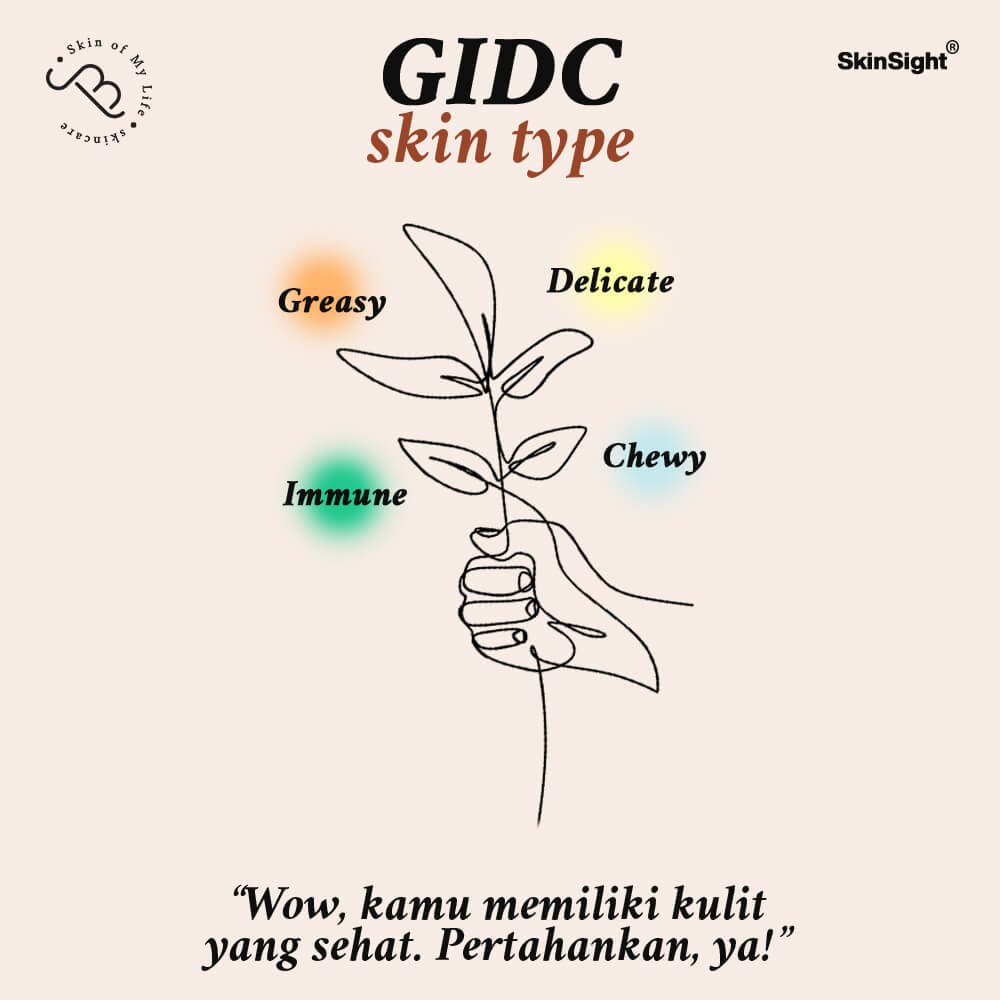 Skin of My Life • skincare •
GIDC
skin type
SkinSight®
Greasy
Delicate
Immune
Chewy
“Wow, kamu memiliki kulit
yang sehat. Pertahankan, ya!”